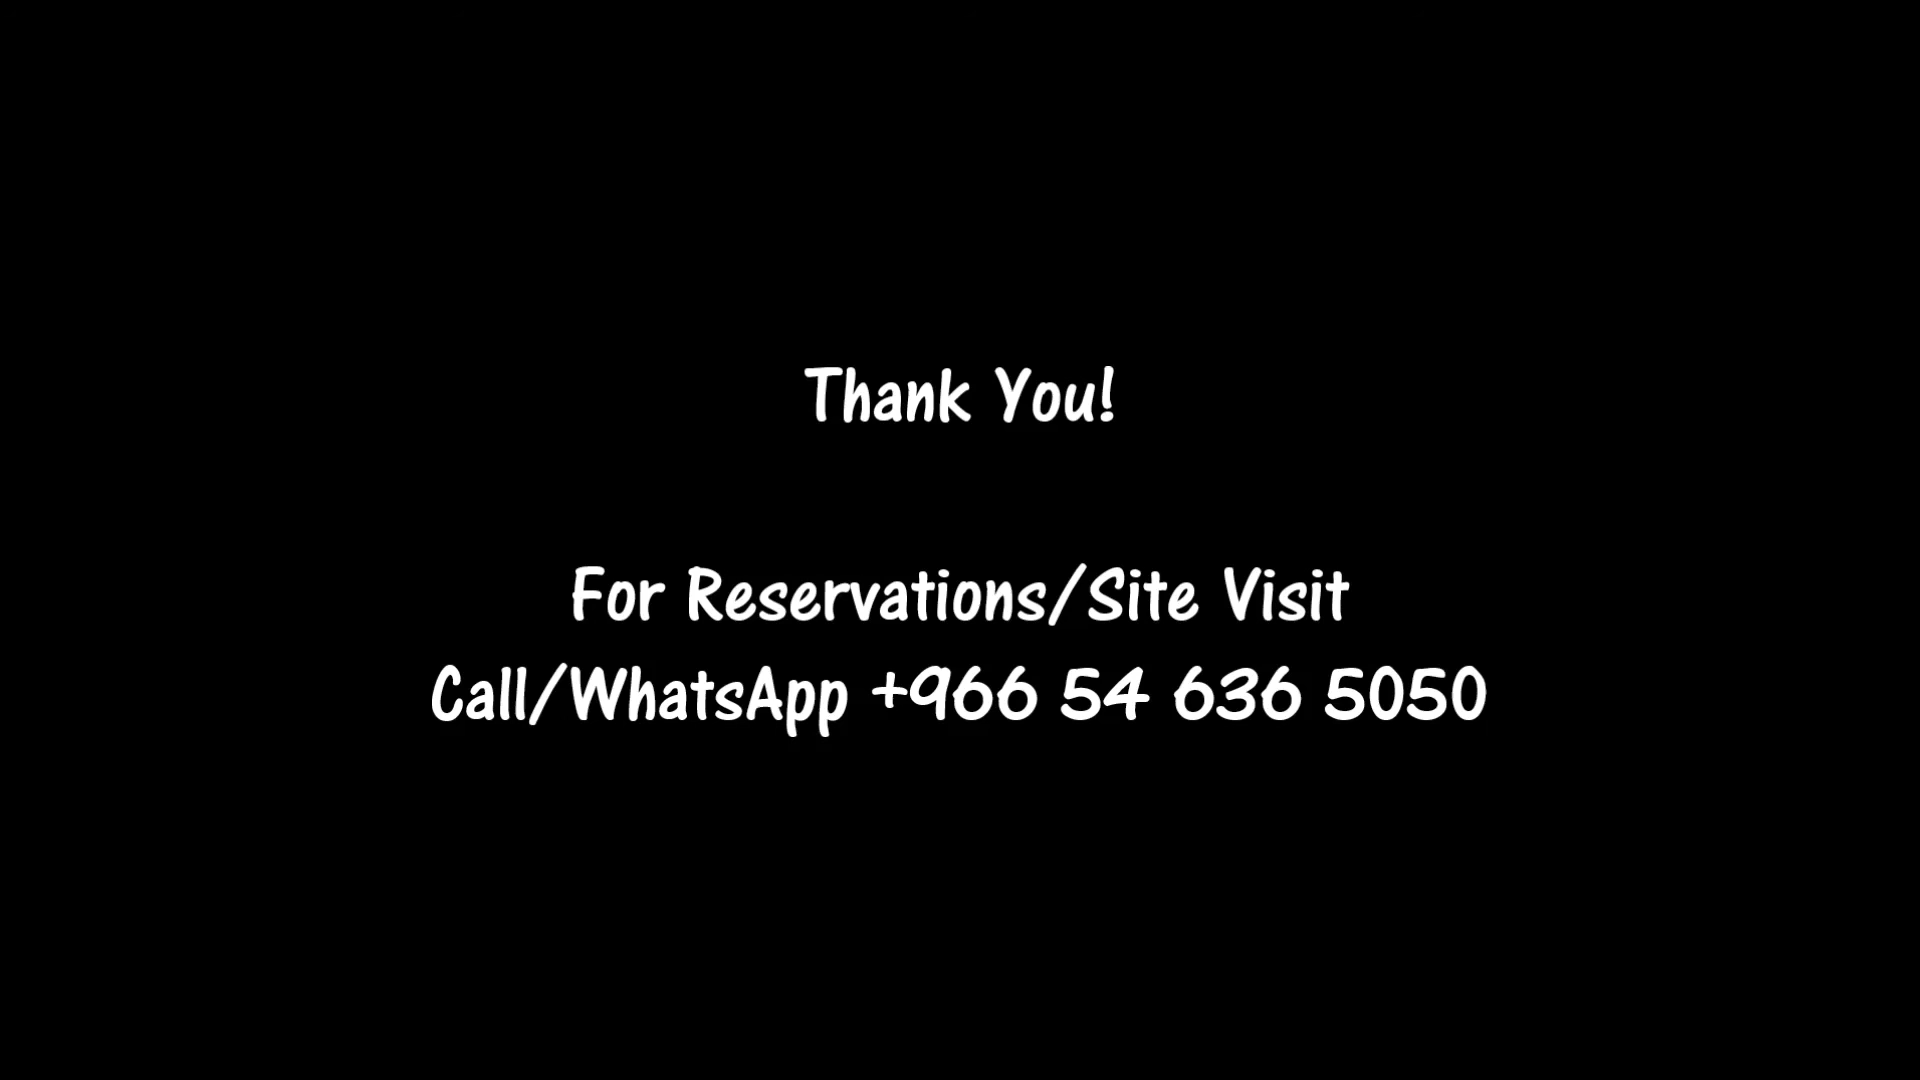 Thank You!
For Reservations/Site Visit
Call/WhatsApp +966 54 636 5050